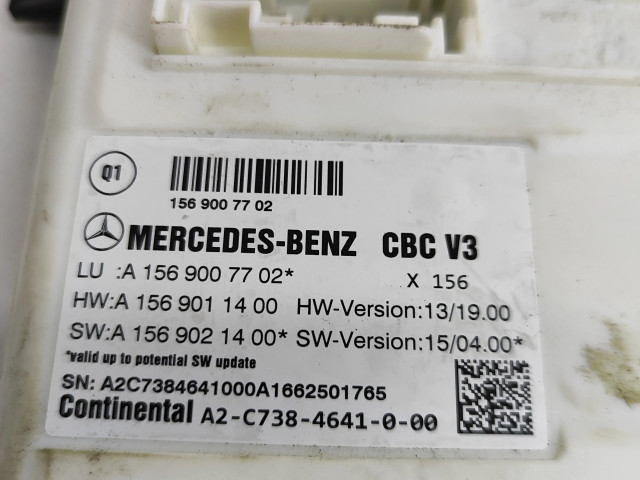 Q1
156 900 77 02
MERCEDES-BENZ CBC V3
LU :A 156 900 77 02* X 156
HW:A 156 901 14 00 HW-Version:13/19.00
SW:A 156 902 14 00* SW-Version:15/04.00*
*valid up to potential SW update
SN: A2C7384641000A1662501765
Continental A2-C738-4641-0-00